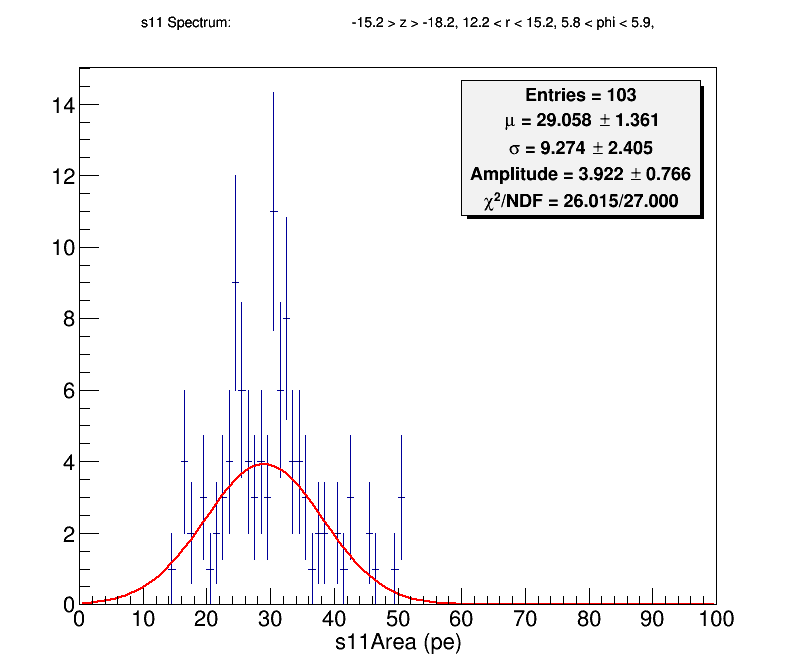 s11 Spectrum: -15.2 > z > -18.2, 12.2 < r < 15.2, 5.8 < phi < 5.9,
Entries = 103
μ = 29.058 ± 1.361
σ = 9.274 ± 2.405
Amplitude = 3.922 ± 0.766
χ²/NDF = 26.015/27.000
14
12
10
8
6
4
2
0
0 10 20 30 40 50 60 70 80 90 100
s11Area (pe)